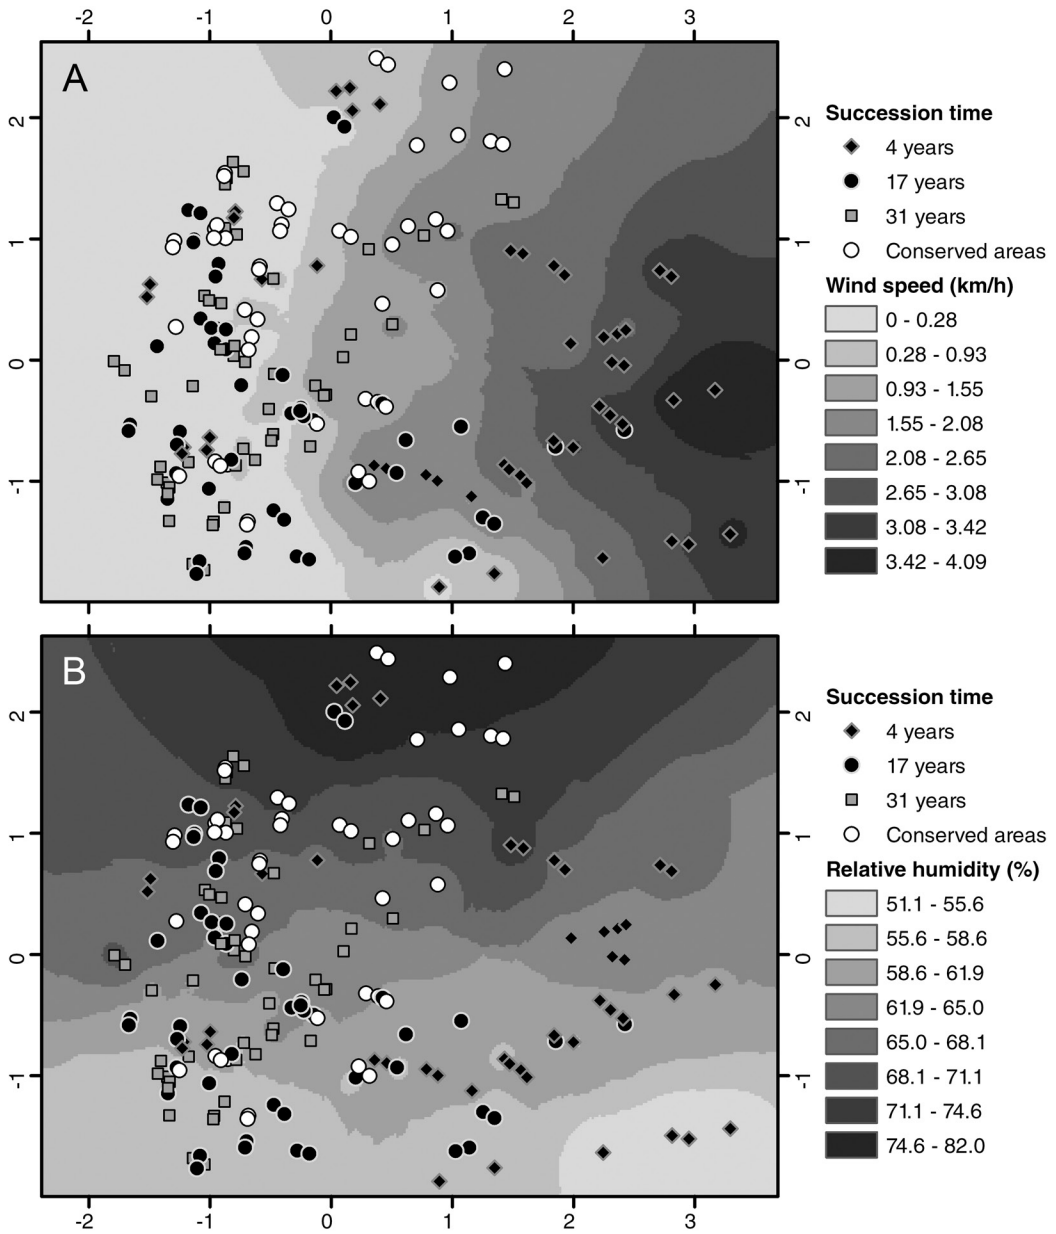 -2 -1 0 1 2 3
A
2 2
1 1
0 0
-1 -1
Succession time
4 years
17 years
31 years
Conserved areas
Wind speed (km/h)
0 - 0.28
0.28 - 0.93
0.93 - 1.55
1.55 - 2.08
2.08 - 2.65
2.65 - 3.08
3.08 - 3.42
3.42 - 4.09
B
2 2
1 1
0 0
-1 -1
Succession time
4 years
17 years
31 years
Conserved areas
Relative humidity (%)
51.1 - 55.6
55.6 - 58.6
58.6 - 61.9
61.9 - 65.0
65.0 - 68.1
68.1 - 71.1
71.1 - 74.6
74.6 - 82.0
-2 -1 0 1 2 3